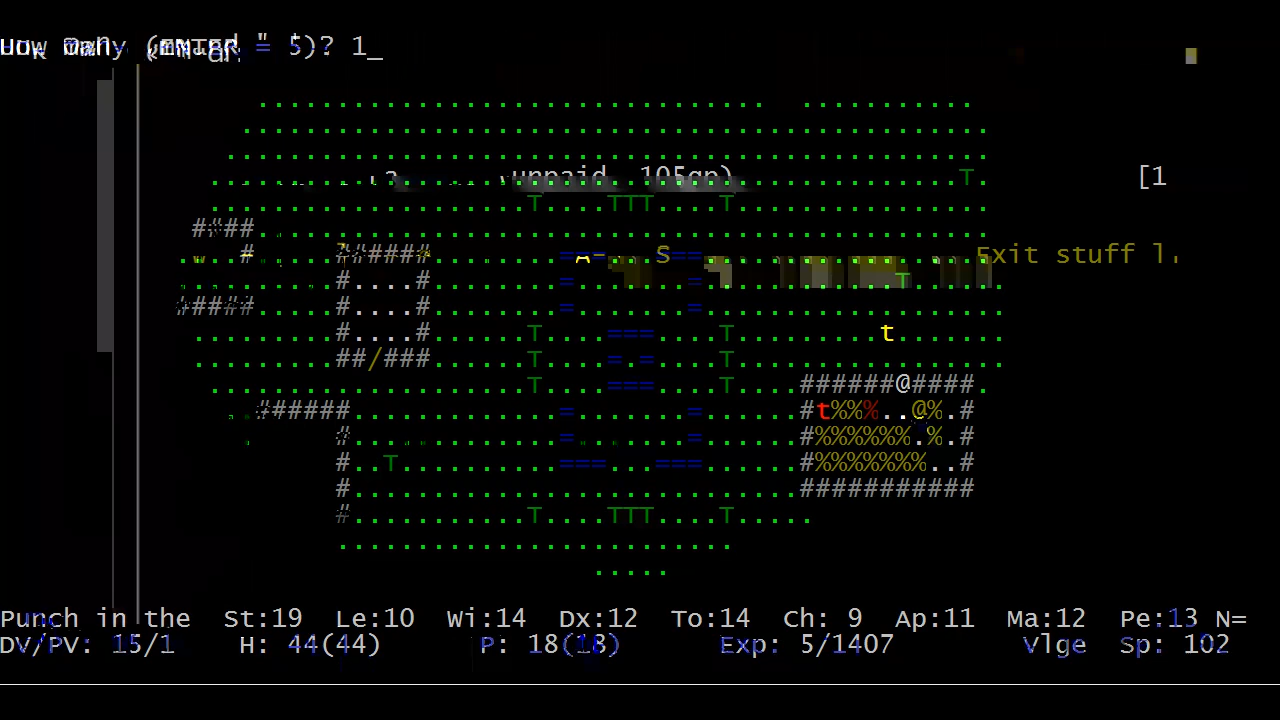 How many (ENTER = 5)? 1_
(unpaid, 105gp) [1
Exit stuff
Punch in the St:19 Le:10 Wi:14 Dx:12 To:14 Ch: 9 Ap:11 Ma:12 Pe:13 N=
DV/PV: 15/1 H: 44(44) P: 18(18) Exp: 5/1407 Vlge Sp: 102